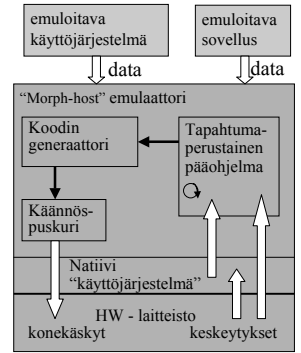 emuloitava
käyttöjärjestelmä
emuloitava
sovellus
data
data
“Morph-host” emulaattori
Koodin
generaattori
Tapahtuma-
perustainen
pääohjelma
Käännös-
puskuri
Natiivi
“käyttöjärjestelmä”
HW - laitteisto
konekäskyt
keskeytykset